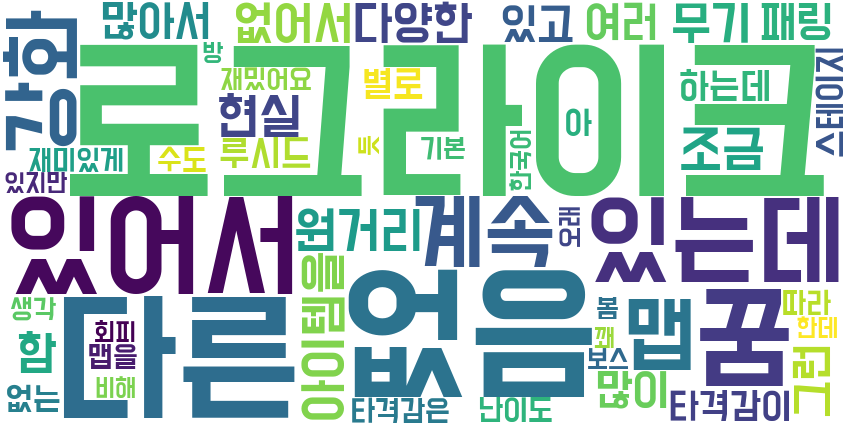 많아서 없어서 다양한 있고 여러 무기 패링
강화 로그라이크 스테이지
방 재밌어요 별로 하는데
현실 아
재미있게 수도 루시드 듯 기본 한국어 조금
있지만
있어서 원거리 계속 오래 있는데
생각 다른 아이템을 없음 봄 맵 꿈 따라
함 회피 꽤 한데
맵을 보스 그런
없는 비해 타격감은 난이도 많이 타격감이